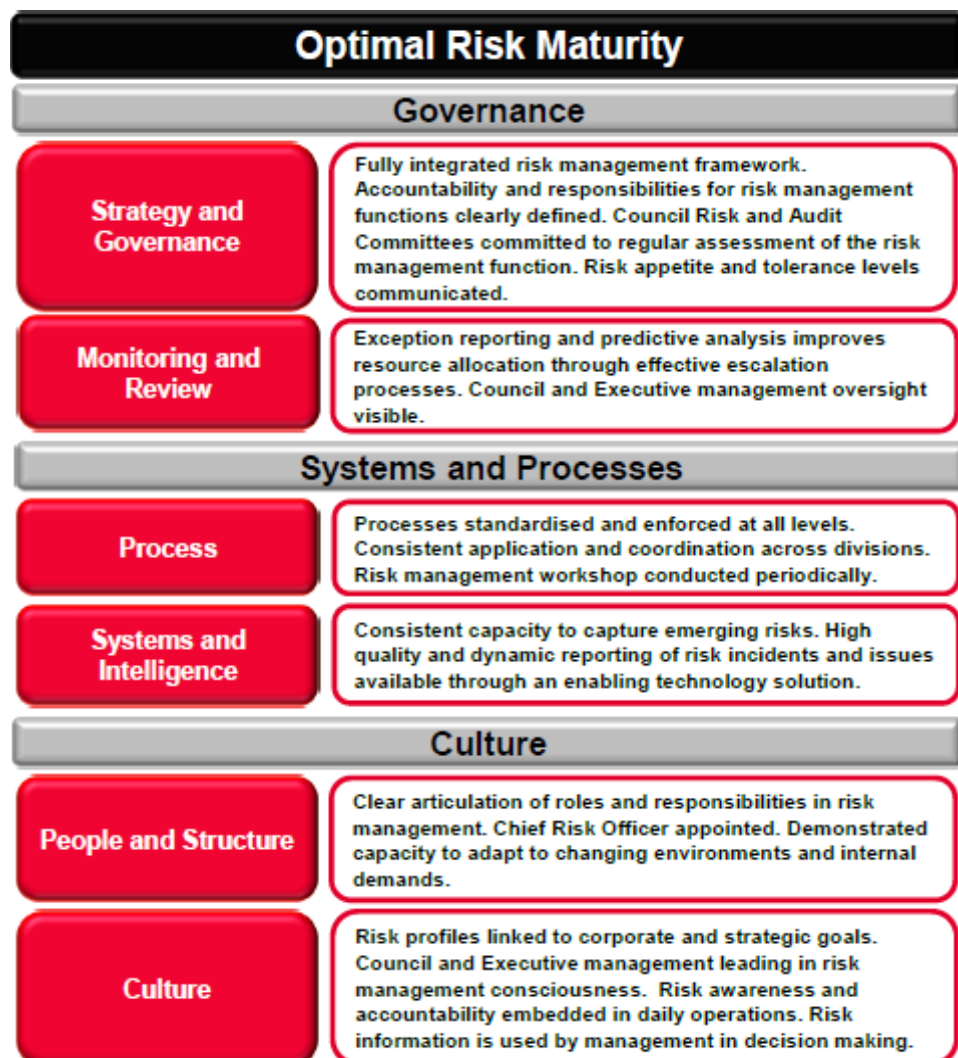 Optimal Risk Maturity
Governance
Strategy and
Governance
Fully integrated risk management framework.
Accountability and responsibilities for risk management
functions clearly defined. Council Risk and Audit
Committees committed to regular assessment of the risk
management function. Risk appetite and tolerance levels
communicated.
Monitoring and
Review
Exception reporting and predictive analysis improves
resource allocation through effective escalation
processes. Council and Executive management oversight
visible.
Systems and Processes
Process
Processes standardised and enforced at all levels.
Consistent application and coordination across divisions.
Risk management workshop conducted periodically.
Systems and
Intelligence
Consistent capacity to capture emerging risks. High
quality and dynamic reporting of risk incidents and issues
available through an enabling technology solution.
Culture
People and Structure
Clear articulation of roles and responsibilities in risk
management. Chief Risk Officer appointed. Demonstrated
capacity to adapt to changing environments and internal
demands.
Culture
Risk profiles linked to corporate and strategic goals.
Council and Executive management leading in risk
management consciousness.  Risk awareness and
accountability embedded in daily operations. Risk
information is used by management in decision making.